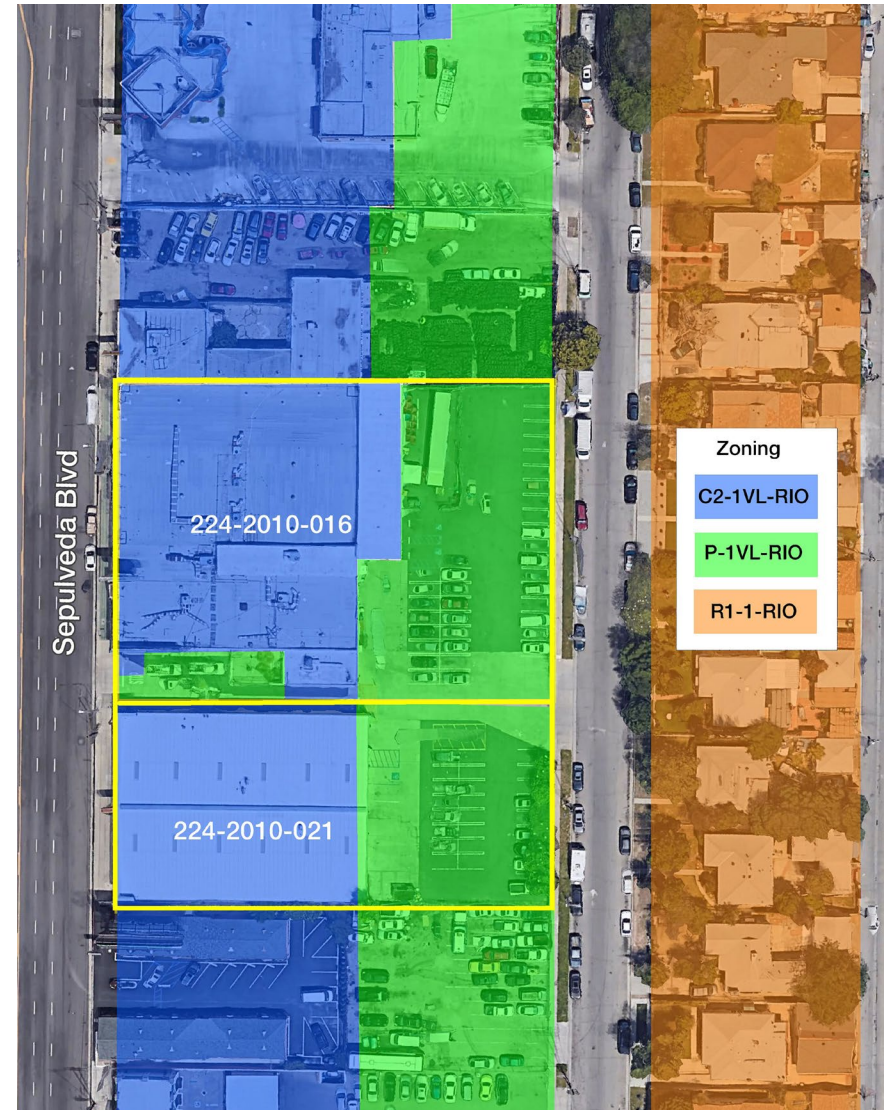 Zoning
C2-1VL-RIO
P-1VL-RIO
R1-1-RIO
Sepulveda Blvd
224-2010-016
224-2010-021